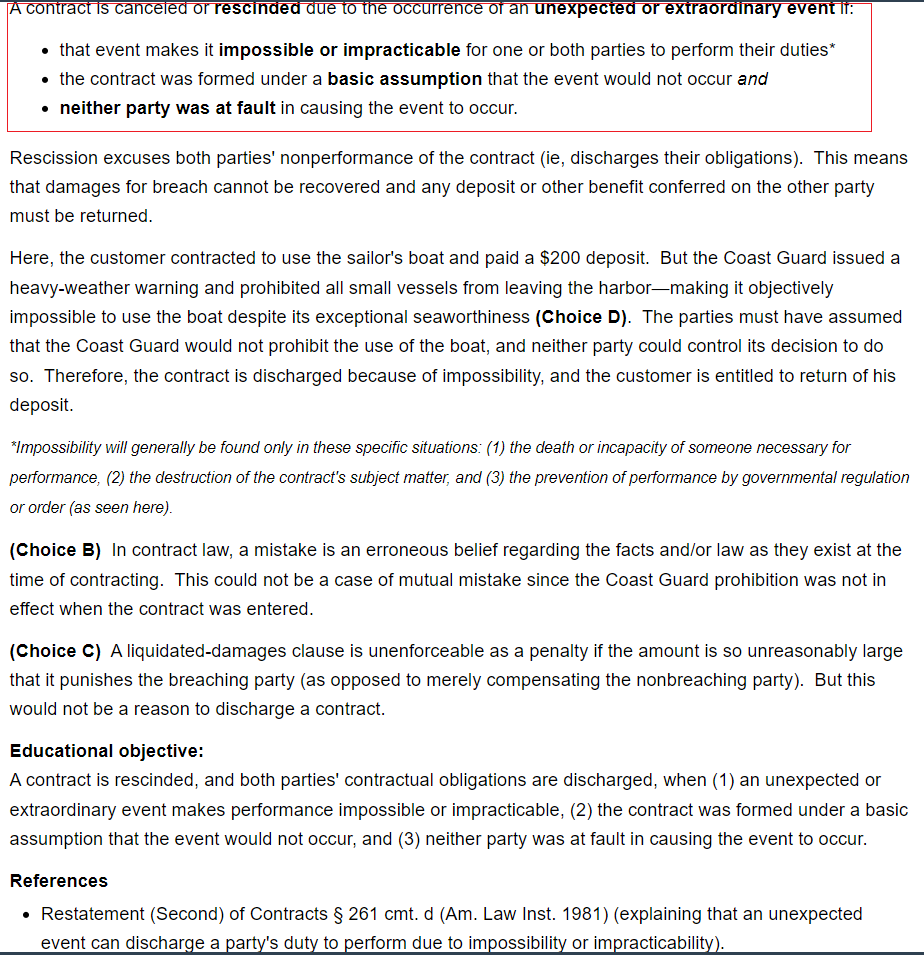 A contract is canceled or rescinded due to the occurrence of an unexpected or extraordinary event if:
• that event makes it impossible or impracticable for one or both parties to perform their duties*
• the contract was formed under a basic assumption that the event would not occur and
• neither party was at fault in causing the event to occur.
Rescission excuses both parties' nonperformance of the contract (ie, discharges their obligations).  This means
that damages for breach cannot be recovered and any deposit or other benefit conferred on the other party
must be returned.
Here, the customer contracted to use the sailor's boat and paid a $200 deposit.  But the Coast Guard issued a
heavy-weather warning and prohibited all small vessels from leaving the harbor—making it objectively
impossible to use the boat despite its exceptional seaworthiness (Choice D).  The parties must have assumed
that the Coast Guard would not prohibit the use of the boat, and neither party could control its decision to do
so.  Therefore, the contract is discharged because of impossibility, and the customer is entitled to return of his
deposit.
*Impossibility will generally be found only in these specific situations: (1) the death or incapacity of someone necessary for
performance, (2) the destruction of the contract's subject matter, and (3) the prevention of performance by governmental regulation
or order (as seen here).
(Choice B)  In contract law, a mistake is an erroneous belief regarding the facts and/or law as they exist at the
time of contracting.  This could not be a case of mutual mistake since the Coast Guard prohibition was not in
effect when the contract was entered.
(Choice C)  A liquidated-damages clause is unenforceable as a penalty if the amount is so unreasonably large
that it punishes the breaching party (as opposed to merely compensating the nonbreaching party).  But this
would not be a reason to discharge a contract.
Educational objective:
A contract is rescinded, and both parties' contractual obligations are discharged, when (1) an unexpected or
extraordinary event makes performance impossible or impracticable, (2) the contract was formed under a basic
assumption that the event would not occur, and (3) neither party was at fault in causing the event to occur.
References
• Restatement (Second) of Contracts § 261 cmt. d (Am. Law Inst. 1981) (explaining that an unexpected
event can discharge a party's duty to perform due to impossibility or impracticability).